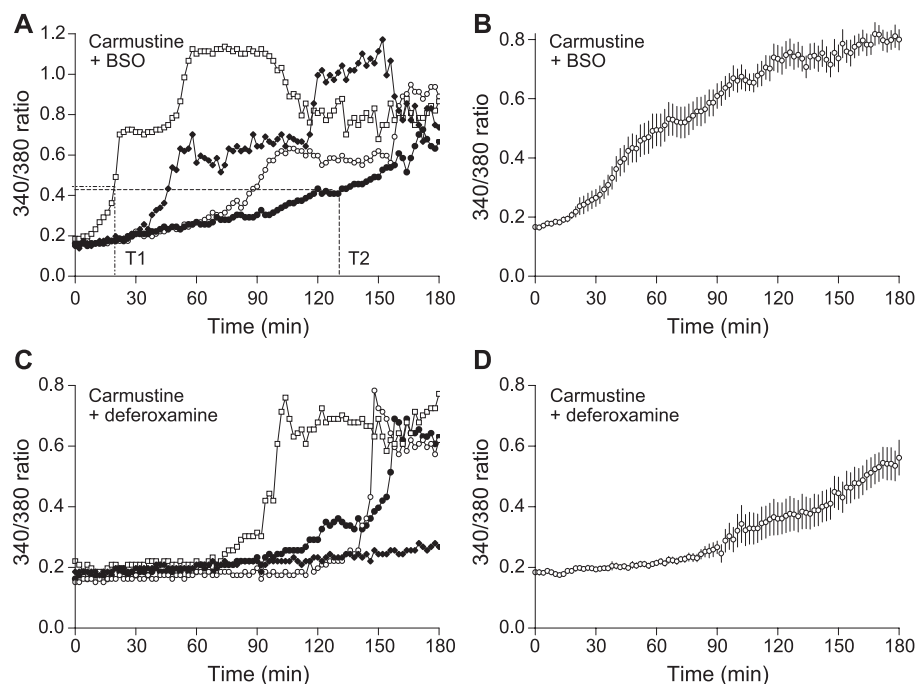 A
Carmustine
+ BSO
340/380 ratio
1.2
1.0
0.8
0.6
0.4
0.2
0.0
T1
T2
0 30 60 90 120 150 180
Time (min)
B
Carmustine
+ BSO
340/380 ratio
0.8
0.6
0.4
0.2
0.0
0 30 60 90 120 150 180
Time (min)
C
Carmustine
+ deferoxamine
340/380 ratio
0.8
0.6
0.4
0.2
0.0
0 30 60 90 120 150 180
Time (min)
D
Carmustine
+ deferoxamine
340/380 ratio
0.8
0.6
0.4
0.2
0.0
0 30 60 90 120 150 180
Time (min)